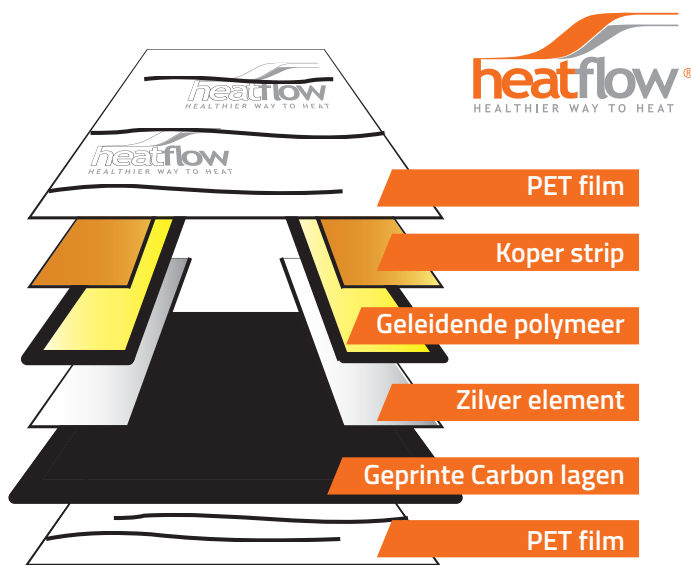 heatflow®
HEALTHIER WAY TO HEAT
heatflow
HEALTHIER WAY TO HEAT
heatflow
HEALTHIER WAY TO HEAT
PET film
Koper strip
Geleidende polymeer
Zilver element
Geprinte Carbon lagen
PET film